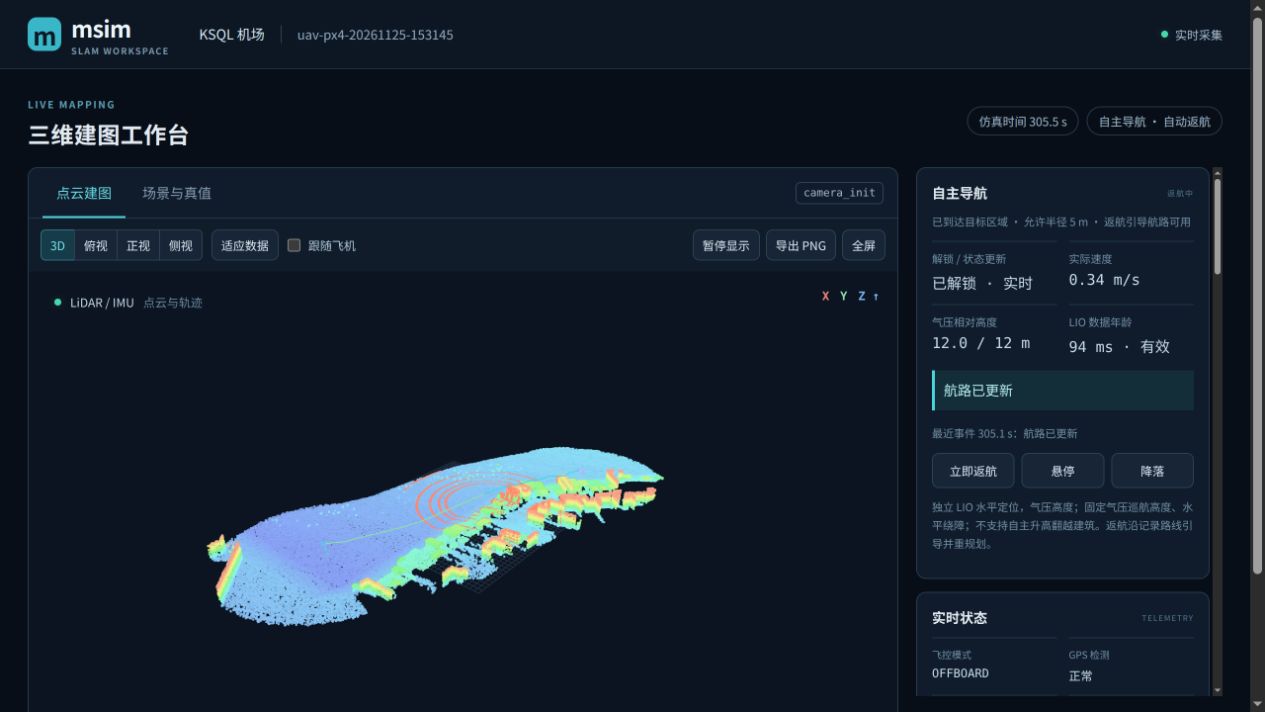 m
msim
SLAM WORKSPACE
KSQL 机场
uav-px4-20261125-153145
实时采集
LIVE MAPPING
三维建图工作台
仿真时间 305.5 s
自主导航 · 自动返航
点云建图
场景与真值
camera_init
3D
俯视
正视
侧视
适应数据
跟随飞机
暂停显示
导出 PNG
全屏
LiDAR / IMU 点云与轨迹
X Y Z ↑
自主导航
返航中
已到达目标区域 · 允许半径 5 m · 返航引导航路可用
解锁 / 状态更新
已解锁 · 实时
实际速度
0.34 m/s
气压相对高度
12.0 / 12 m
LIO 数据年龄
94 ms · 有效
航路已更新
最近事件 305.1 s：航路已更新
立即返航
悬停
降落
独立 LIO 水平定位，气压高度；固定气压巡航高度、水
平绕障；不支持自主升高翻越建筑。返航沿记录路线引
导并重规划。
实时状态
TELEMETRY
飞控模式
OFFBOARD
GPS 检测
正常